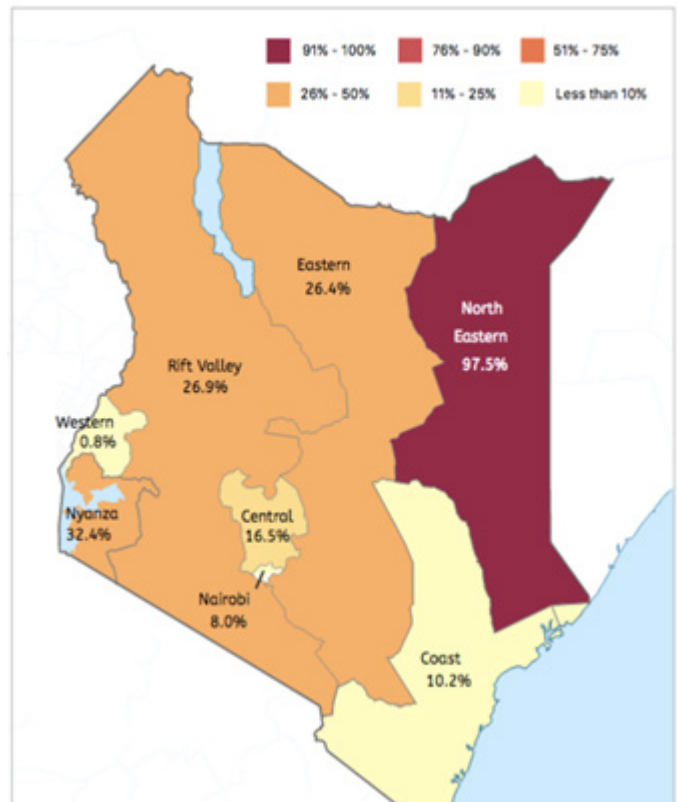 91% - 100%
76% - 90%
51% - 75%
26% - 50%
11% - 25%
Less than 10%
Eastern
26.4%
North
Eastern
97.5%
Rift Valley
26.9%
Western
0.8%
Nyanza
32.4%
Central
16.5%
Nairobi
8.0%
Coast
10.2%